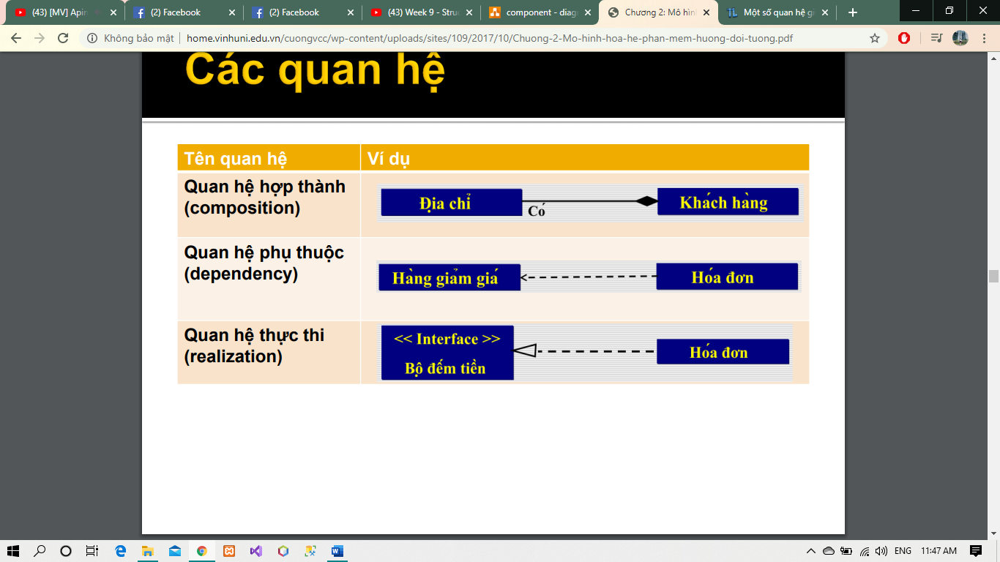 (43) [MV] Apin
(2) Facebook
(2) Facebook
(43) Week 9 - Stru
component - diag
Chương 2: Mô hìn
Một số quan hệ g
Không bảo mật
home.vinhuni.edu.vn/cuongvcc/wp-content/uploads/sites/109/2017/10/Chuong-2-Mo-hinh-hoa-he-phan-mem-huong-doi-tuong.pdf
Các quan hệ
Tên quan hệ
Ví dụ
Quan hệ hợp thành
(composition)
Địa chỉ
Có
Khách hàng
Quan hệ phụ thuộc
(dependency)
Hàng giảm giá
Hóa đơn
Quan hệ thực thi
(realization)
<< Interface >>
Bộ đếm tiền
Hóa đơn
ENG
11:47 AM